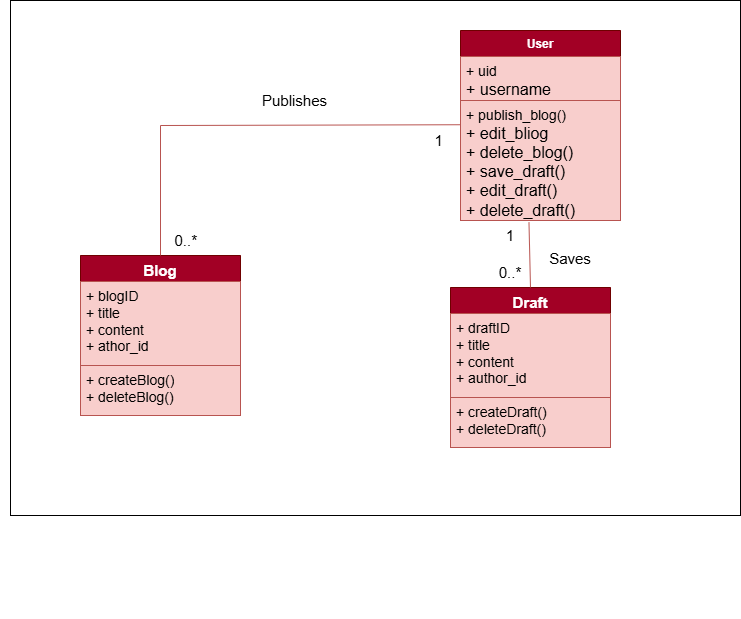 User
+ uid
+ username
+ publish_blog()
+ edit_bliog
+ delete_blog()
+ save_draft()
+ edit_draft()
+ delete_draft()
Publishes
1
0..*
Blog
+ blogID
+ title
+ content
+ athor_id
+ createBlog()
+ deleteBlog()
1
Saves
0..*
Draft
+ draftID
+ title
+ content
+ author_id
+ createDraft()
+ deleteDraft()